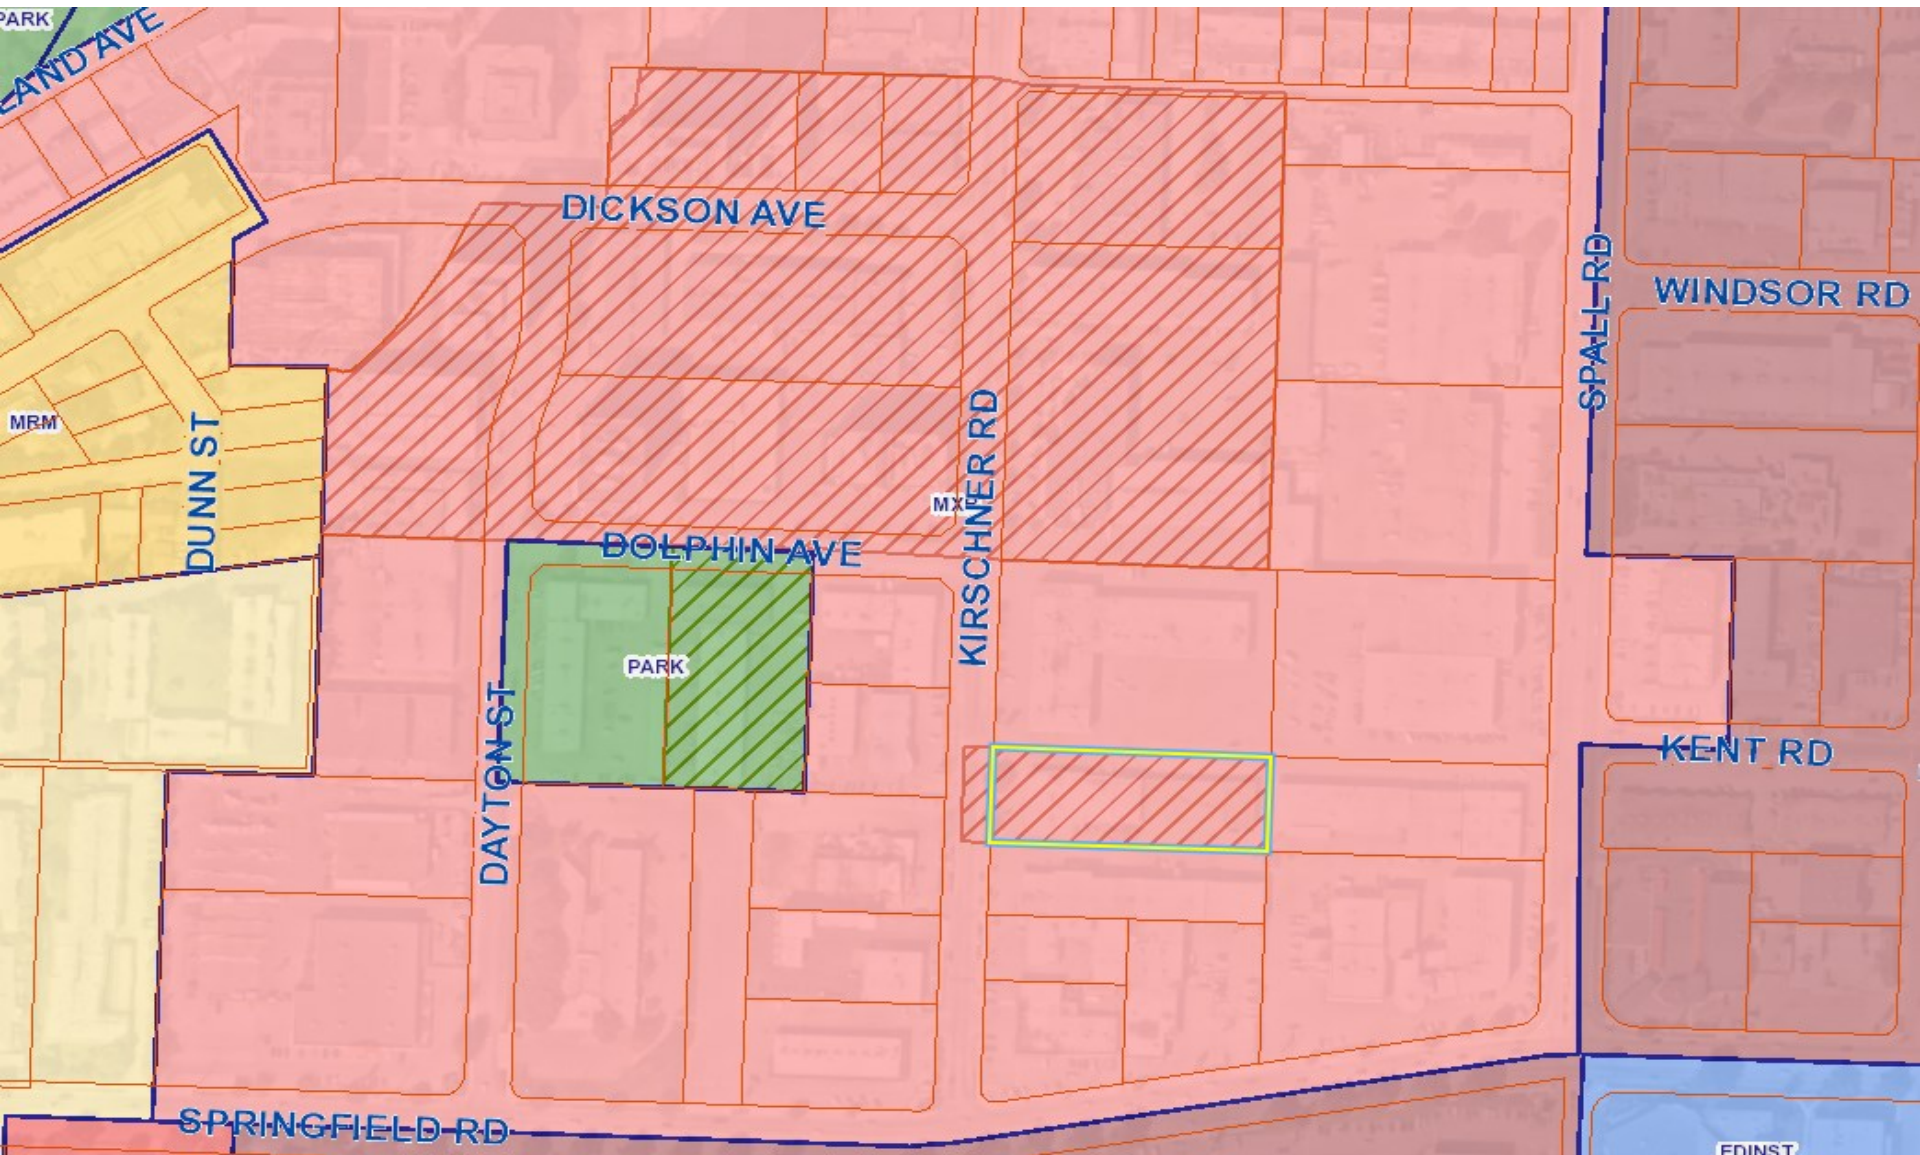 PARK
LAND AVE
DICKSON AVE
WINDSOR RD
SPALL RD
MRM
DUNN ST
KIRSCHNER RD
DOLPHIN AVE
PARK
DAYTON ST
KENT RD
SPRINGFIELD RD
EDINST